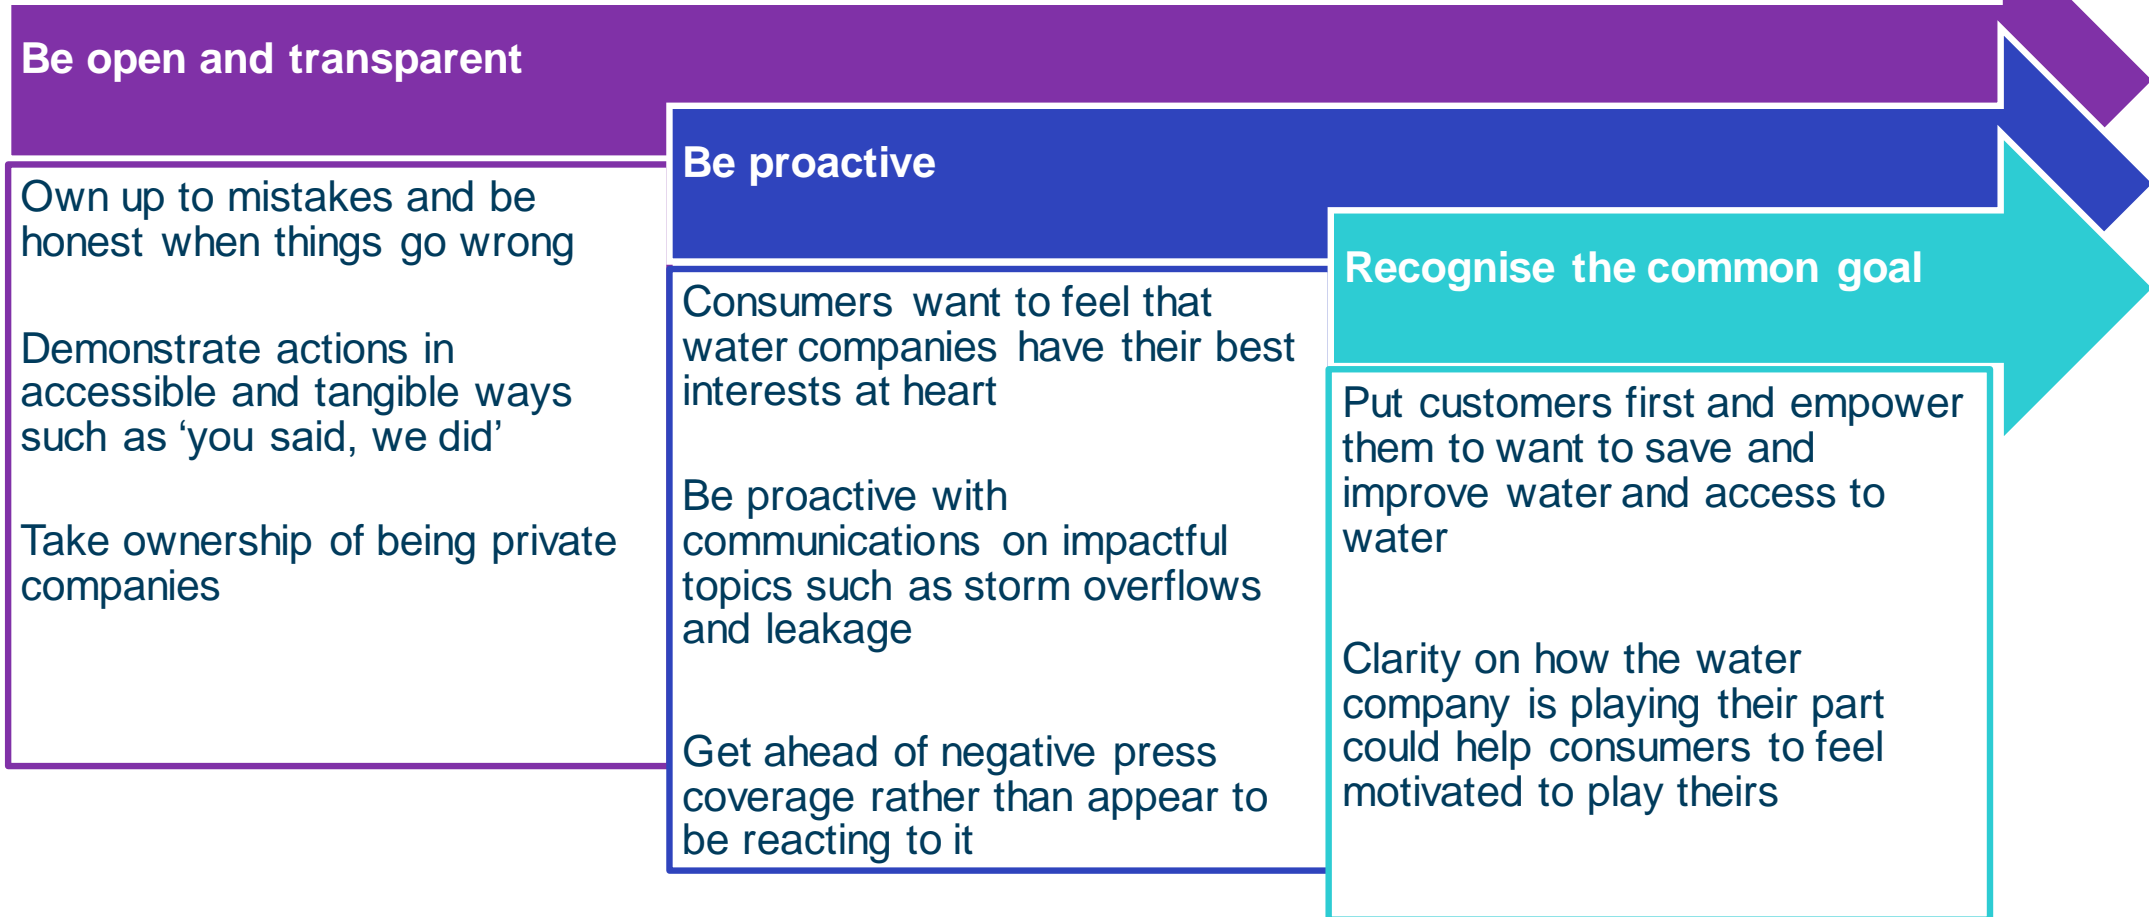 Be open and transparent
Own up to mistakes and be
honest when things go wrong
Demonstrate actions in
accessible and tangible ways
such as ‘you said, we did’
Take ownership of being private
companies
Be proactive
Consumers want to feel that
water companies have their best
interests at heart
Be proactive with
communications on impactful
topics such as storm overflows
and leakage
Get ahead of negative press
coverage rather than appear to
be reacting to it
Recognise the common goal
Put customers first and empower
them to want to save and
improve water and access to
water
Clarity on how the water
company is playing their part
could help consumers to feel
motivated to play theirs